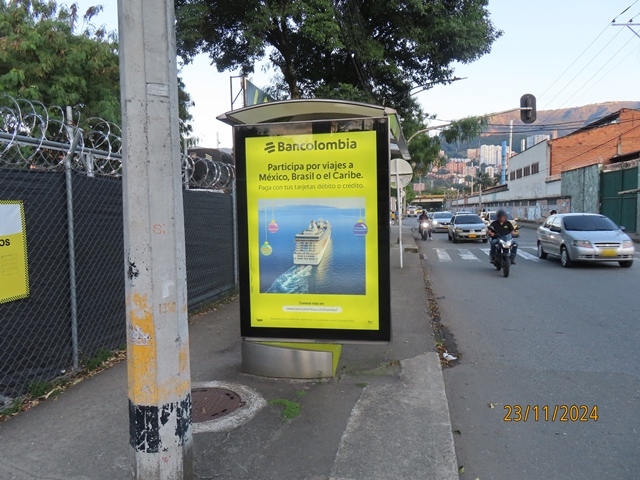 Bancolombia
Participa por viajes a
México, Brasil o el Caribe.
Paga con tus tarjetas débito o crédito.
23/11/2024